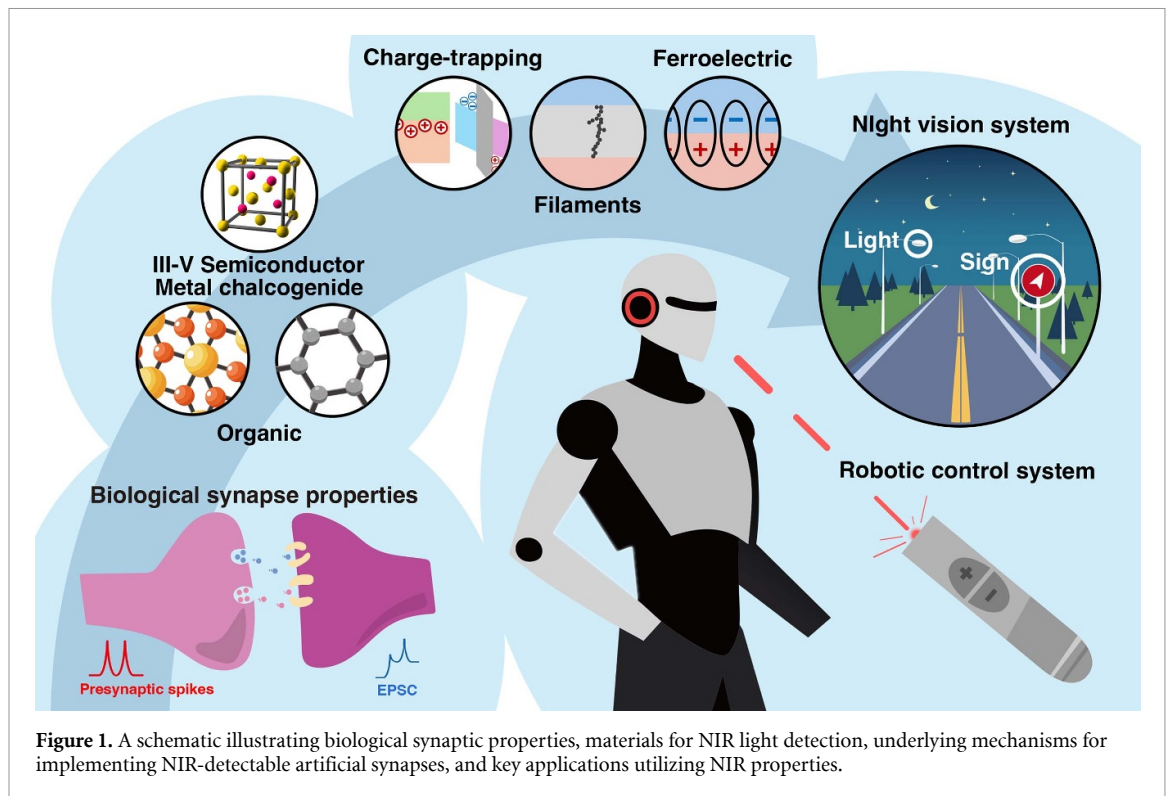 Charge-trapping
Ferroelectric
Filaments
NIght vision system
Light
Sign
III-V Semiconductor
Metal chalcogenide
Organic
Robotic control system
Biological synapse properties
Presynaptic spikes
EPSC
Figure 1. A schematic illustrating biological synaptic properties, materials for NIR light detection, underlying mechanisms for
implementing NIR-detectable artificial synapses, and key applications utilizing NIR properties.